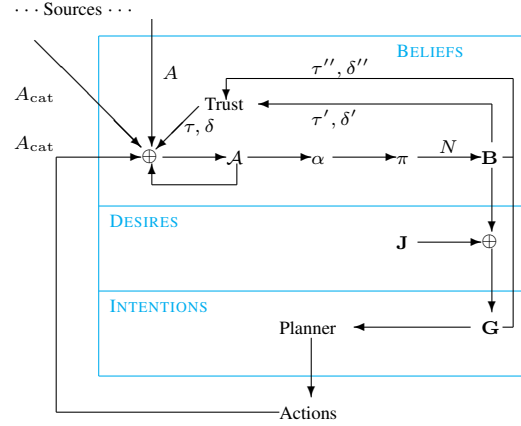 ··· Sources ···
BELIEFS
τ′′, δ′′
A
A_cat
Trust
τ′, δ′
τ, δ
A_cat
⊕ 𝒜 α π N B
DESIRES
J ⊕
INTENTIONS
Planner G
Actions